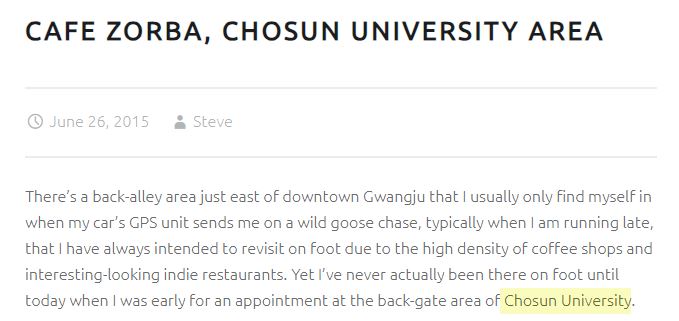 CAFE ZORBA, CHOSUN UNIVERSITY AREA
June 26, 2015 Steve
There's a back-alley area just east of downtown Gwangju that I usually only find myself in
when my car's GPS unit sends me on a wild goose chase, typically when I am running late,
that I have always intended to revisit on foot due to the high density of coffee shops and
interesting-looking indie restaurants. Yet I've never actually been there on foot until
today when I was early for an appointment at the back-gate area of Chosun University.